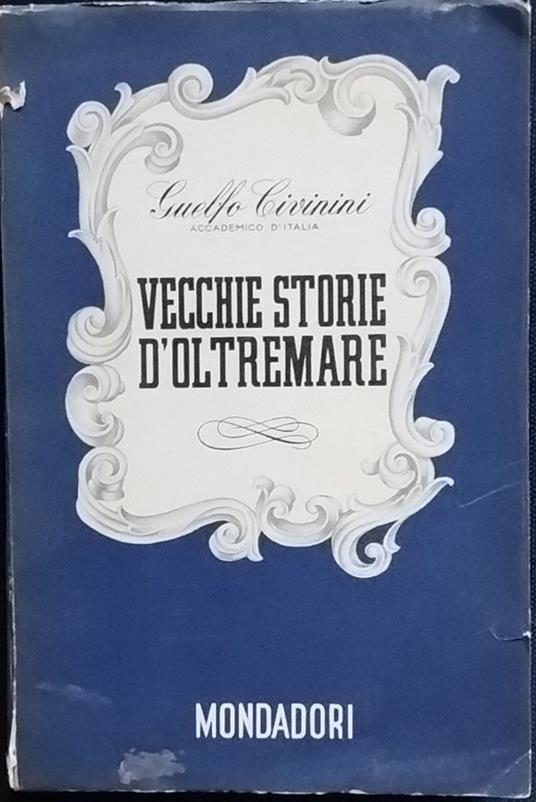 Guelfo Civinini
ACCADEMICO D'ITALIA
VECCHIE STORIE
D'OLTREMARE
MONDADORI